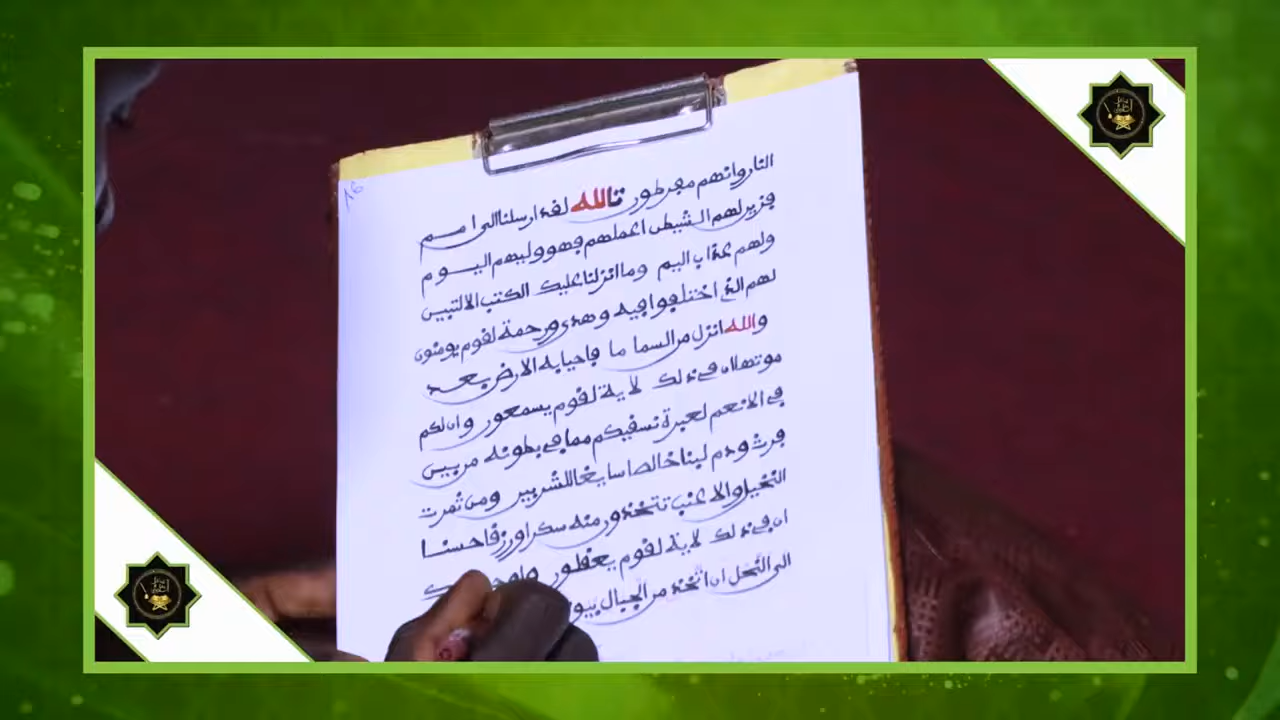 النار وانهم مفرطون تالله لقد ارسلنا الى امم
فزين لهم الشيطن اعملهم فهو وليهم اليوم
ولهم عذاب اليم وما انزلنا عليك الكتب الا لتبين
لهم الذي اختلفوا فيه وهدى ورحمة لقوم يومنون
والله انزل من السما ما فاحيا به الارض بعد
موتها ان في ذلك لاية لقوم يسمعون وان لكم
في الانعم لعبرة نسقيكم مما في بطونه من بين
فرث ودم لبنا خالصا سايغا للشربين ومن ثمرت
النخيل والاعنب تتخذون منه سكرا ورزقا حسنا
ان في ذلك لاية لقوم يعقلون
الى النحل ان اتخذ من الجبال بيو